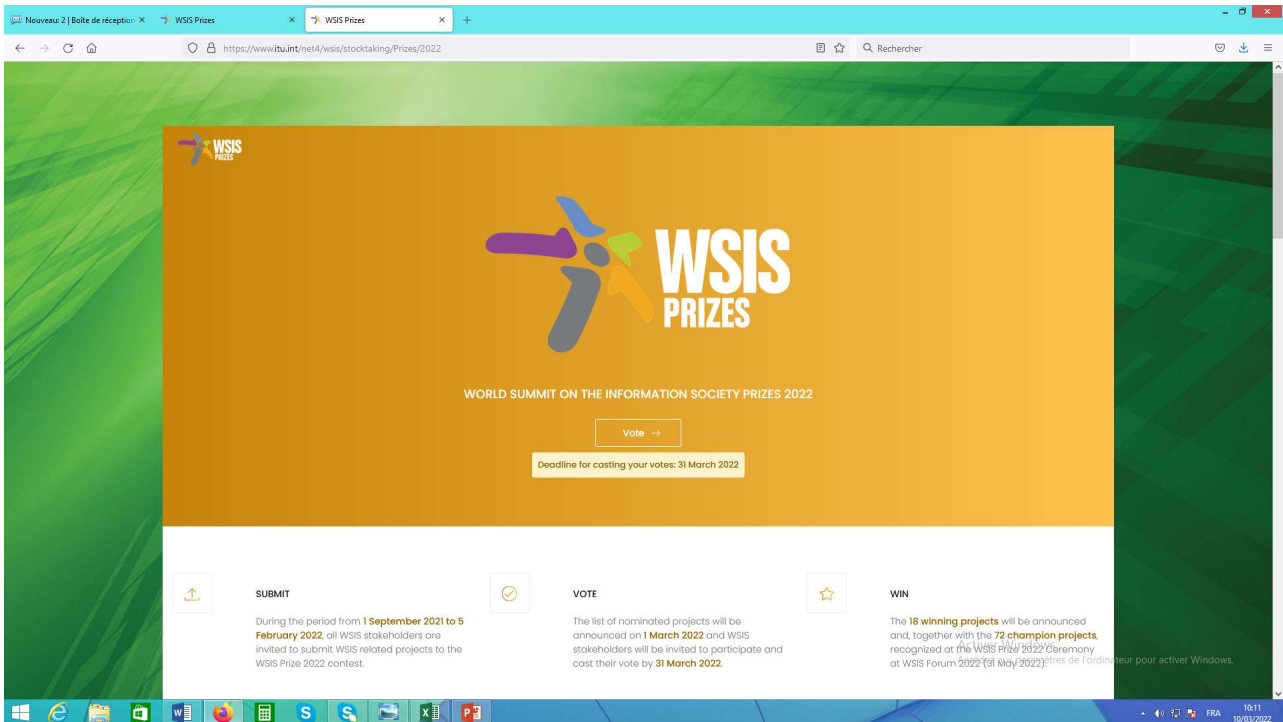 Nouveau: 2 | Boîte de réception
WSIS Prizes
WSIS Prizes
https://www.itu.int/net4/wsis/stocktaking/Prizes/2022
Rechercher
WSIS
PRIZES
WSIS
PRIZES
WORLD SUMMIT ON THE INFORMATION SOCIETY PRIZES 2022
Vote →
Deadline for casting your votes: 31 March 2022
SUBMIT
During the period from 1 September 2021 to 5
February 2022, all WSIS stakeholders are
invited to submit WSIS related projects to the
WSIS Prize 2022 contest.
VOTE
The list of nominated projects will be
announced on 1 March 2022 and WSIS
stakeholders will be invited to participate and
cast their vote by 31 March 2022.
WIN
The 18 winning projects will be announced
and, together with the 72 champion projects,
recognized at the WSIS Prize 2022 Ceremony
at WSIS Forum 2022 (31 May 2022).
Activer Windows
paramètres de l'ordinateur pour activer Windows.
FRA
10:11
10/03/2022